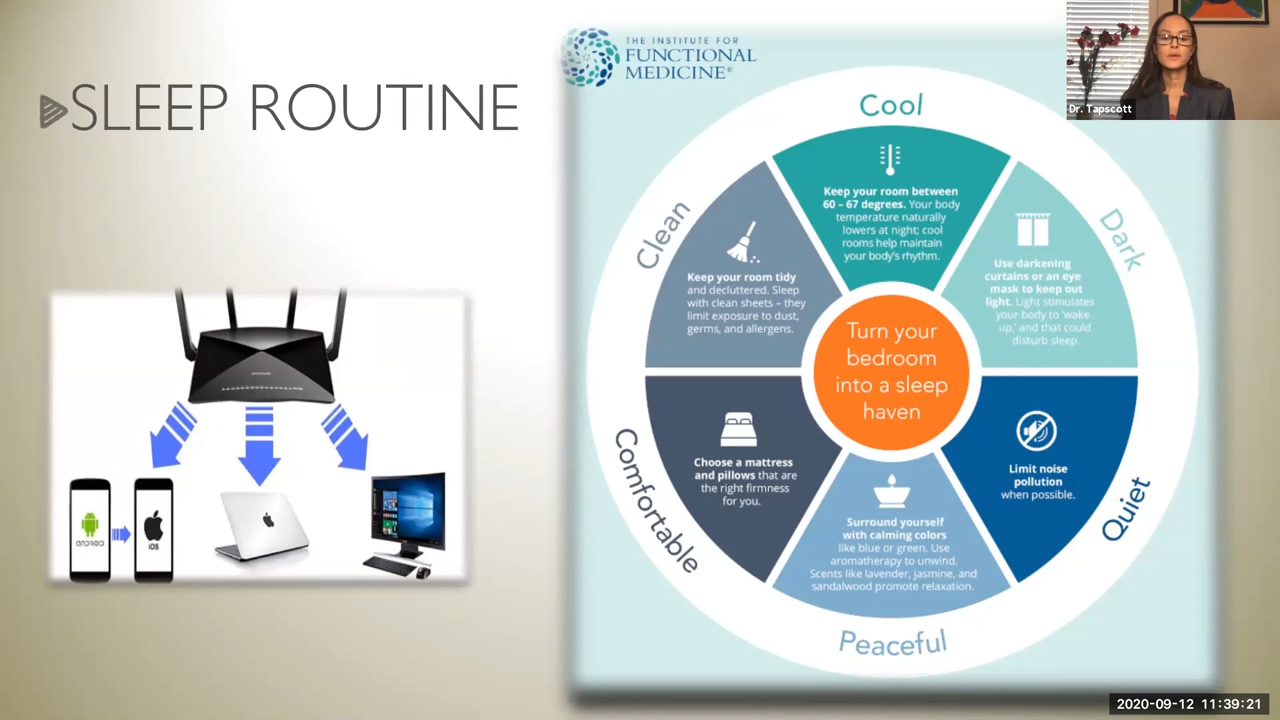 SLEEP ROUTINE
THE INSTITUTE FOR
FUNCTIONAL
MEDICINE®
Dr. Tapscott
Cool
Keep your room between
60 – 67 degrees. Your body
temperature naturally
lowers at night; cool
rooms help maintain
your body's rhythm.
Dark
Use darkening
curtains or an eye
mask to keep out
light. Light stimulates
your body to 'wake
up,' and that could
disturb sleep.
Quiet
Limit noise
pollution
when possible.
Peaceful
Surround yourself
with calming colors
like blue or green. Use
aromatherapy to unwind.
Scents like lavender, jasmine, and
sandalwood promote relaxation.
Comfortable
Choose a mattress
and pillows that are
the right firmness
for you.
Clean
Keep your room tidy
and decluttered. Sleep
with clean sheets – they
limit exposure to dust,
germs, and allergens.
Turn your
bedroom
into a sleep
haven
ANDROID
iOS
2020-09-12 11:39:21